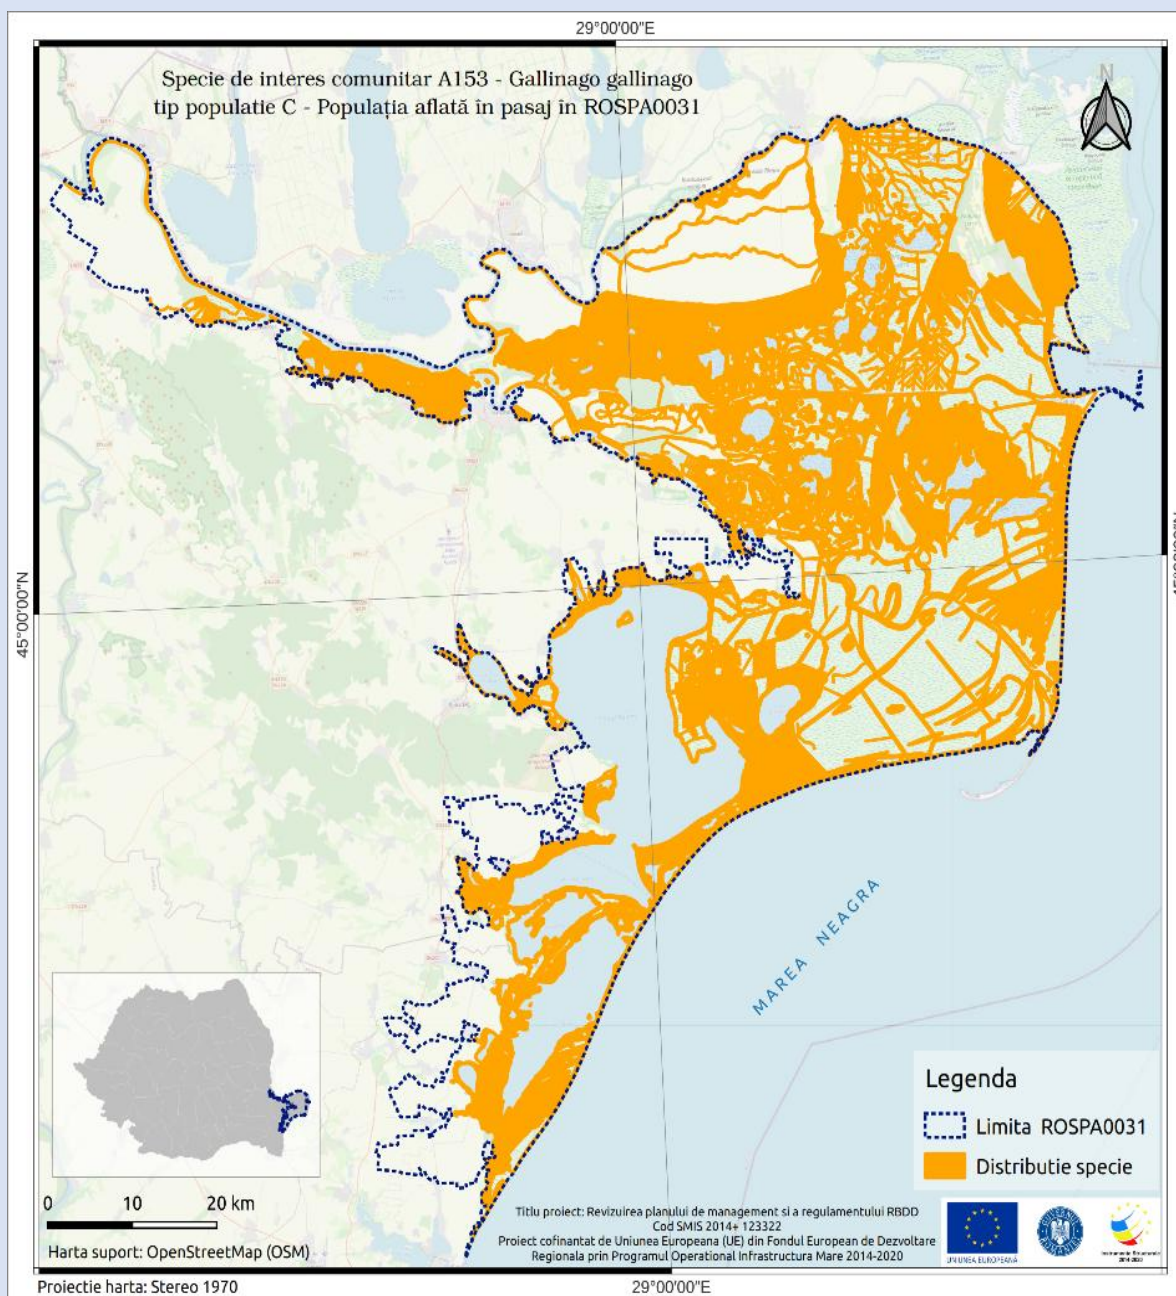 29°00'00"E
Specie de interes comunitar A153 - Gallinago gallinago
tip populatie C - Populația aflată în pasaj în ROSPA0031
N
45°00'00"N
MAREA NEAGRA
Legenda
Limita ROSPA0031
Distributie specie
0 10 20 km
Harta suport: OpenStreetMap (OSM)
Titlu proiect: Revizuirea planului de management si a regulamentului RBDD
Cod SMIS 2014+ 123322
Proiect cofinantat de Uniunea Europeana (UE) din Fondul European de Dezvoltare
Regionala prin Programul Operational Infrastructura Mare 2014-2020
UNIUNEA EUROPEANA
Instrumente Structurale
2014-2020
Proiectie harta: Stereo 1970
29°00'00"E